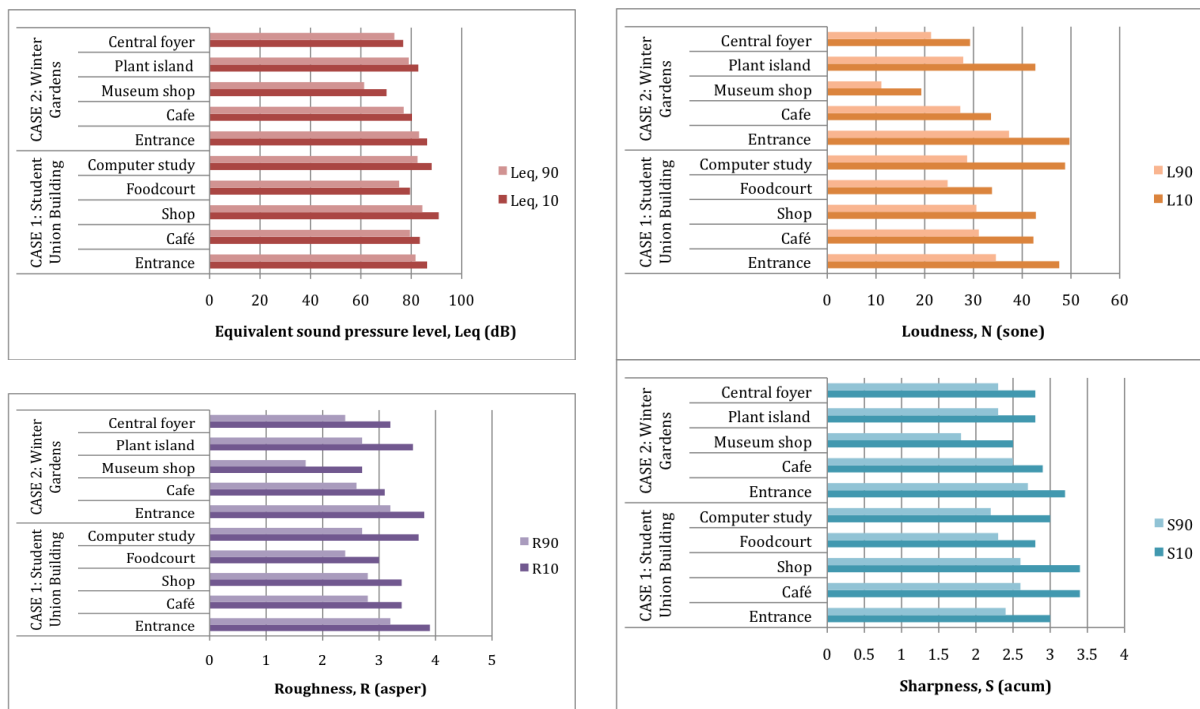 CASE 2: Winter
Gardens
Central foyer
Plant island
Museum shop
Cafe
Entrance
CASE 1: Student
Union Building
Computer study
Foodcourt
Shop
Café
Entrance
Leq, 90
Leq, 10
0 20 40 60 80 100
Equivalent sound pressure level, Leq (dB)
CASE 2: Winter
Gardens
Central foyer
Plant island
Museum shop
Cafe
Entrance
CASE 1: Student
Union Building
Computer study
Foodcourt
Shop
Café
Entrance
L90
L10
0 10 20 30 40 50 60
Loudness, N (sone)
CASE 2: Winter
Gardens
Central foyer
Plant island
Museum shop
Cafe
Entrance
CASE 1: Student
Union Building
Computer study
Foodcourt
Shop
Café
Entrance
R90
R10
0 1 2 3 4 5
Roughness, R (asper)
CASE 2: Winter
Gardens
Central foyer
Plant island
Museum shop
Cafe
Entrance
CASE 1: Student
Union Building
Computer study
Foodcourt
Shop
Café
Entrance
S90
S10
0 0.5 1 1.5 2 2.5 3 3.5 4
Sharpness, S (acum)